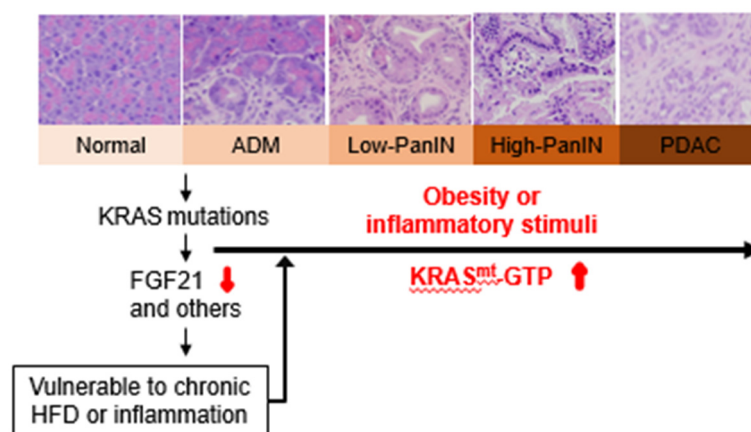 Normal
ADM
Low-PanIN
High-PanIN
PDAC
KRAS mutations
Obesity or
inflammatory stimuli
FGF21
and others
KRASmt-GTP
Vulnerable to chronic
HFD or inflammation